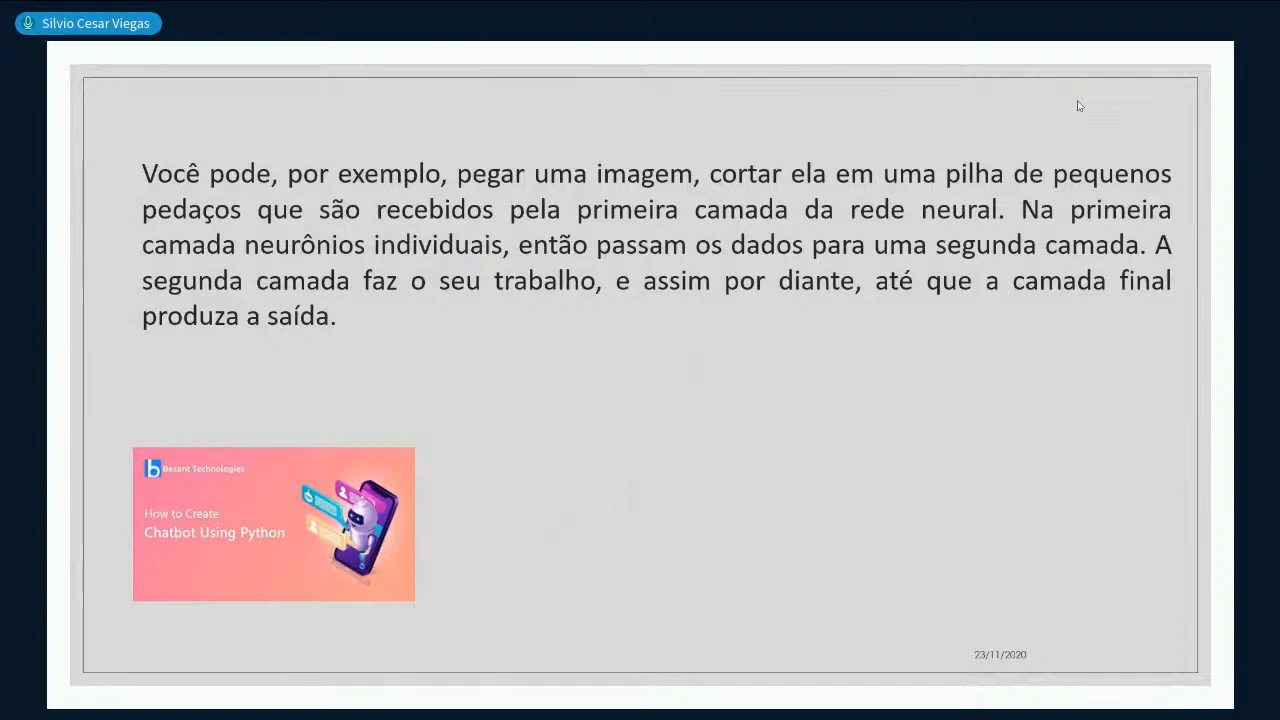 Silvio Cesar Viegas
Você pode, por exemplo, pegar uma imagem, cortar ela em uma pilha de pequenos
pedaços que são recebidos pela primeira camada da rede neural. Na primeira
camada neurônios individuais, então passam os dados para uma segunda camada. A
segunda camada faz o seu trabalho, e assim por diante, até que a camada final
produza a saída.
b Besant Technologies
How to Create
Chatbot Using Python
23/11/2020